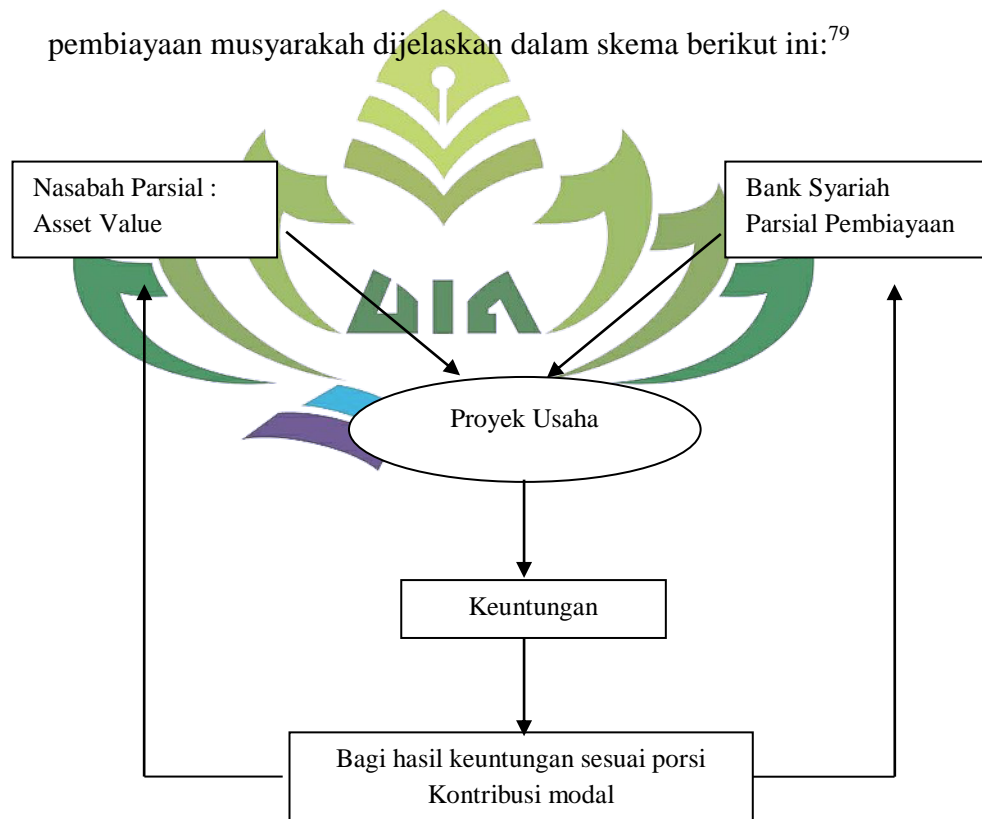 pembiayaan musyarakah dijelaskan dalam skema berikut ini:79
Nasabah Parsial :
Asset Value
Bank Syariah
Parsial Pembiayaan
UIN
Proyek Usaha
Keuntungan
Bagi hasil keuntungan sesuai porsi
Kontribusi modal